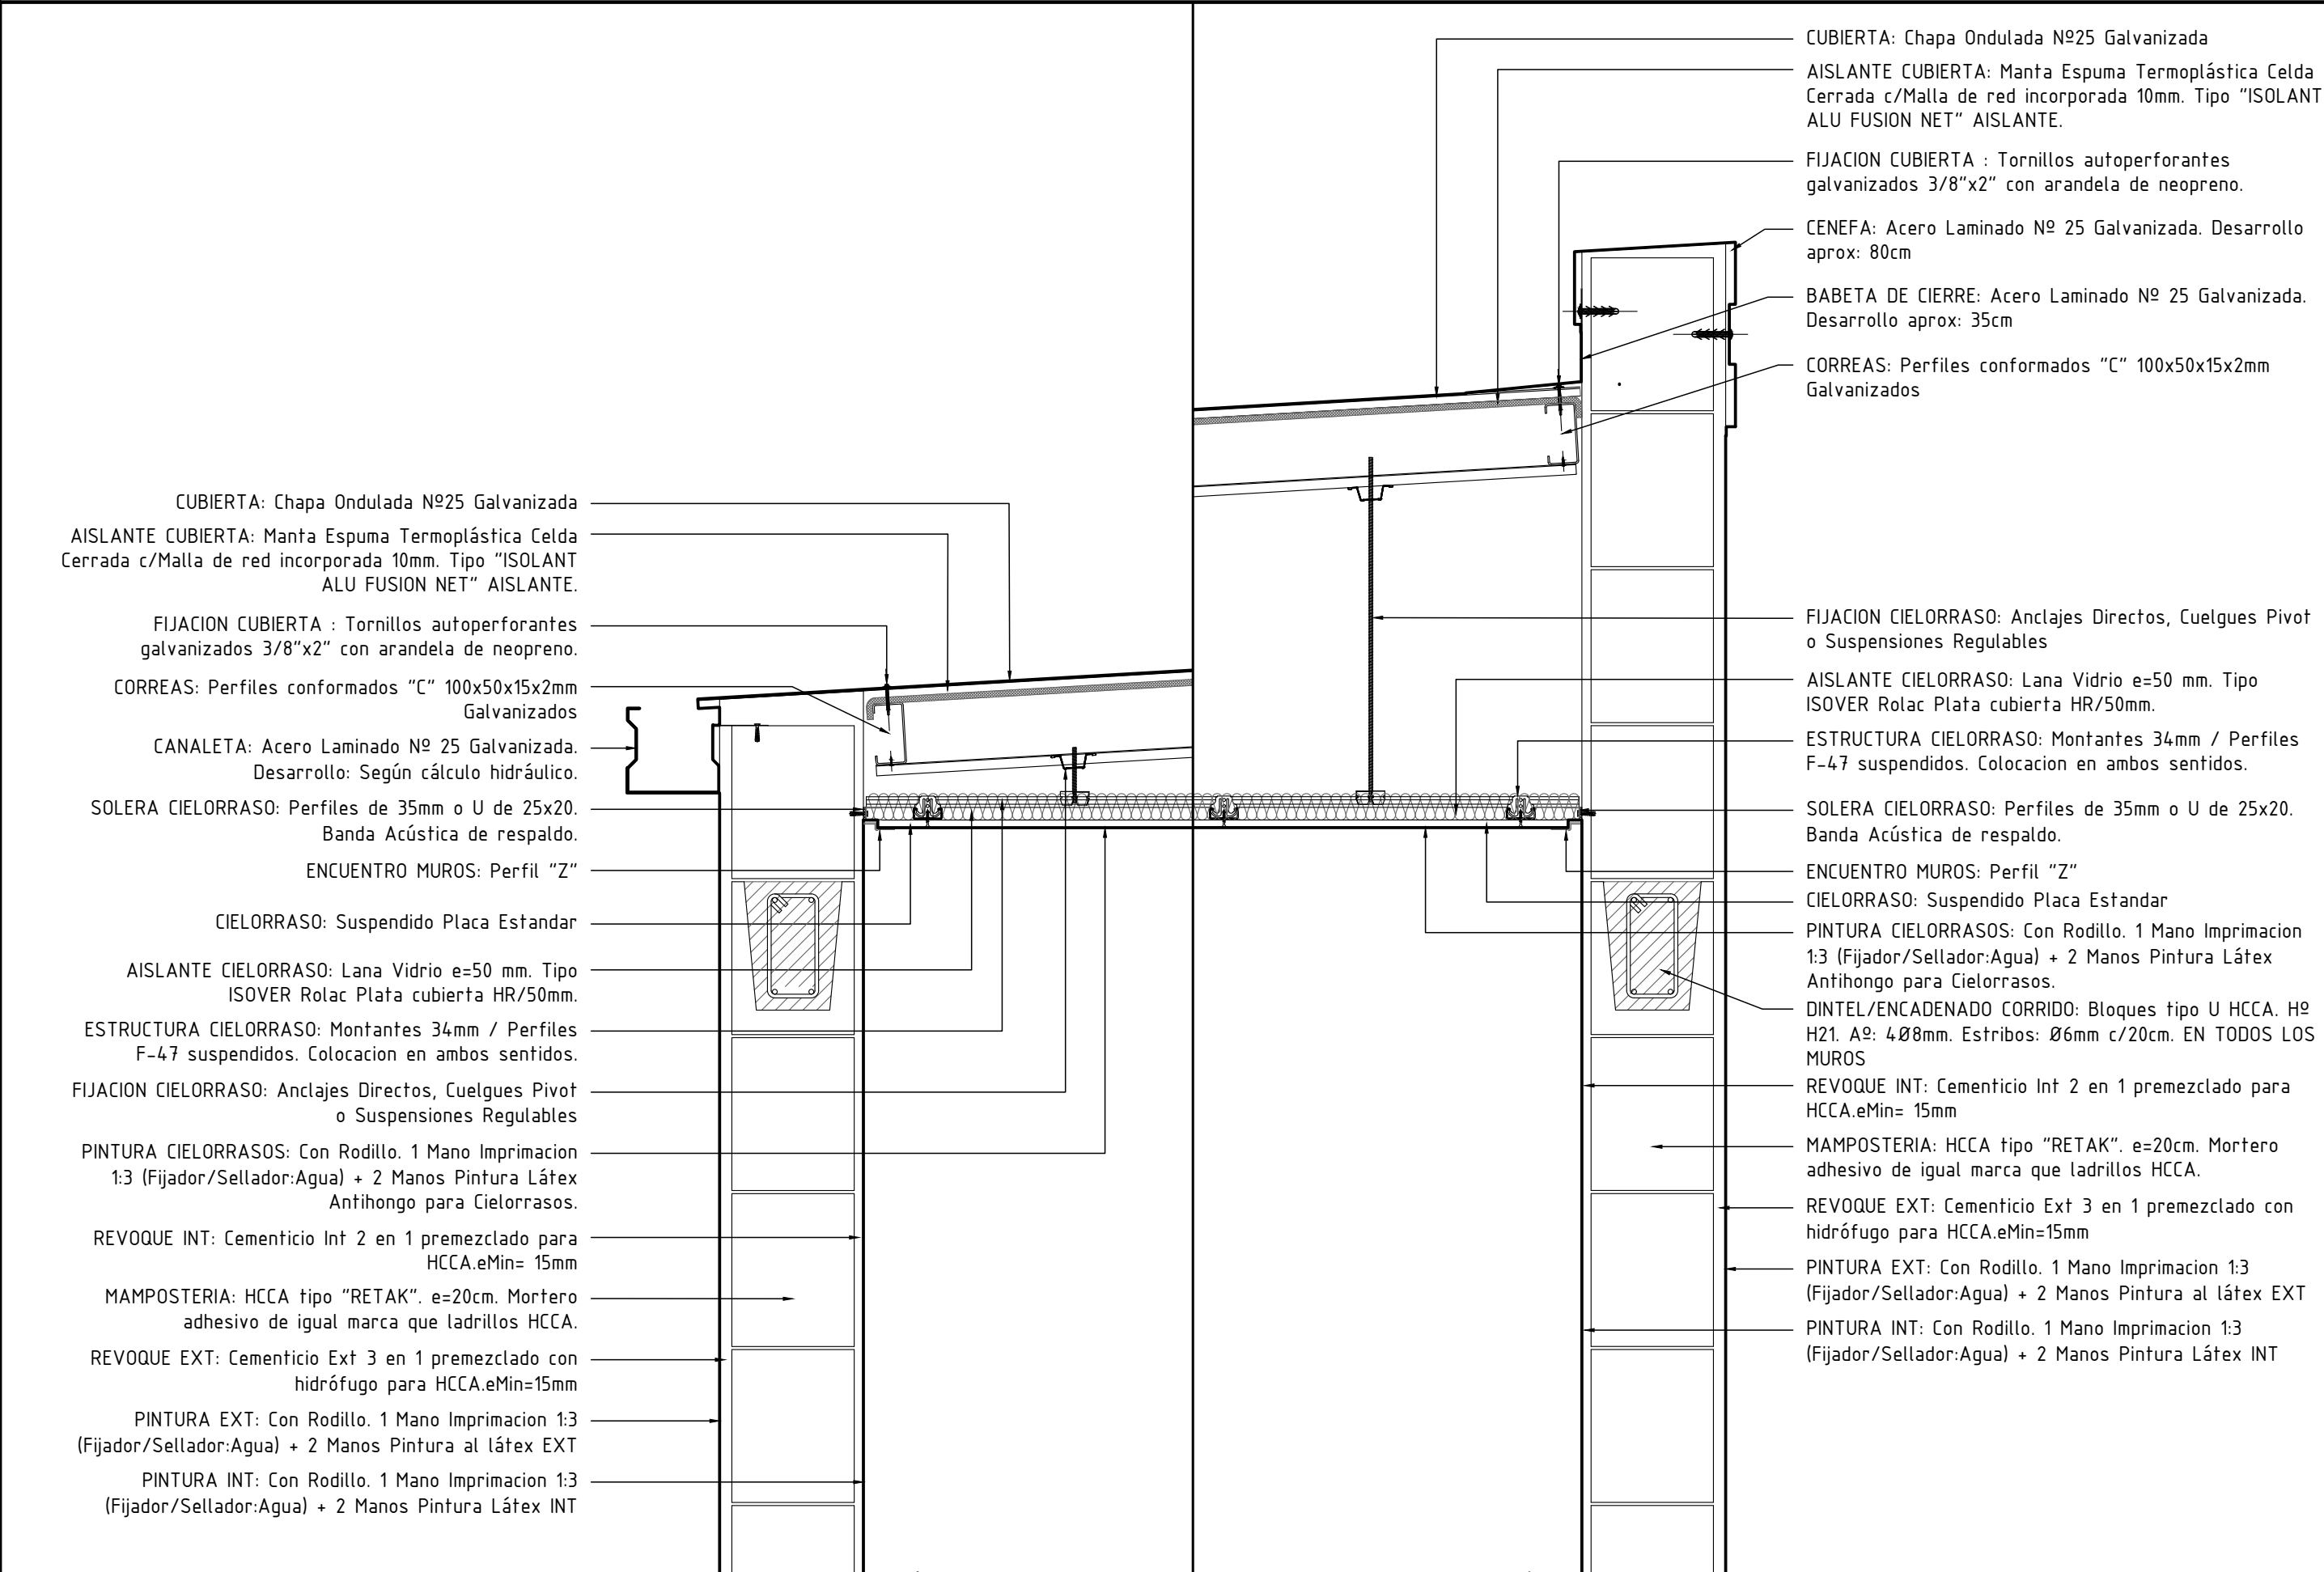 CUBIERTA: Chapa Ondulada Nº25 Galvanizada
AISLANTE CUBIERTA: Manta Espuma Termoplástica Celda
Cerrada c/Malla de red incorporada 10mm. Tipo "ISOLANT
ALU FUSION NET" AISLANTE.
FIJACION CUBIERTA : Tornillos autoperforantes
galvanizados 3/8"x2" con arandela de neopreno.
CORREAS: Perfiles conformados "C" 100x50x15x2mm
Galvanizados
CANALETA: Acero Laminado Nº 25 Galvanizada.
Desarrollo: Según cálculo hidráulico.
SOLERA CIELORRASO: Perfiles de 35mm o U de 25x20.
Banda Acústica de respaldo.
ENCUENTRO MUROS: Perfil "Z"
CIELORRASO: Suspendido Placa Estandar
AISLANTE CIELORRASO: Lana Vidrio e=50 mm. Tipo
ISOVER Rolac Plata cubierta HR/50mm.
ESTRUCTURA CIELORRASO: Montantes 34mm / Perfiles
F-47 suspendidos. Colocacion en ambos sentidos.
FIJACION CIELORRASO: Anclajes Directos, Cuelgues Pivot
o Suspensiones Regulables
PINTURA CIELORRASOS: Con Rodillo. 1 Mano Imprimacion
1:3 (Fijador/Sellador:Agua) + 2 Manos Pintura Látex
Antihongo para Cielorrasos.
REVOQUE INT: Cementicio Int 2 en 1 premezclado para
HCCA.eMin= 15mm
MAMPOSTERIA: HCCA tipo "RETAK". e=20cm. Mortero
adhesivo de igual marca que ladrillos HCCA.
REVOQUE EXT: Cementicio Ext 3 en 1 premezclado con
hidrófugo para HCCA.eMin=15mm
PINTURA EXT: Con Rodillo. 1 Mano Imprimacion 1:3
(Fijador/Sellador:Agua) + 2 Manos Pintura al látex EXT
PINTURA INT: Con Rodillo. 1 Mano Imprimacion 1:3
(Fijador/Sellador:Agua) + 2 Manos Pintura Látex INT
CUBIERTA: Chapa Ondulada Nº25 Galvanizada
AISLANTE CUBIERTA: Manta Espuma Termoplástica Celda
Cerrada c/Malla de red incorporada 10mm. Tipo "ISOLANT
ALU FUSION NET" AISLANTE.
FIJACION CUBIERTA : Tornillos autoperforantes
galvanizados 3/8"x2" con arandela de neopreno.
CENEFA: Acero Laminado Nº 25 Galvanizada. Desarrollo
aprox: 80cm
BABETA DE CIERRE: Acero Laminado Nº 25 Galvanizada.
Desarrollo aprox: 35cm
CORREAS: Perfiles conformados "C" 100x50x15x2mm
Galvanizados
FIJACION CIELORRASO: Anclajes Directos, Cuelgues Pivot
o Suspensiones Regulables
AISLANTE CIELORRASO: Lana Vidrio e=50 mm. Tipo
ISOVER Rolac Plata cubierta HR/50mm.
ESTRUCTURA CIELORRASO: Montantes 34mm / Perfiles
F-47 suspendidos. Colocacion en ambos sentidos.
SOLERA CIELORRASO: Perfiles de 35mm o U de 25x20.
Banda Acústica de respaldo.
ENCUENTRO MUROS: Perfil "Z"
CIELORRASO: Suspendido Placa Estandar
PINTURA CIELORRASOS: Con Rodillo. 1 Mano Imprimacion
1:3 (Fijador/Sellador:Agua) + 2 Manos Pintura Látex
Antihongo para Cielorrasos.
DINTEL/ENCADENADO CORRIDO: Bloques tipo U HCCA. Hº
H21. Aº: 4Ø8mm. Estribos: Ø6mm c/20cm. EN TODOS LOS
MUROS
REVOQUE INT: Cementicio Int 2 en 1 premezclado para
HCCA.eMin= 15mm
MAMPOSTERIA: HCCA tipo "RETAK". e=20cm. Mortero
adhesivo de igual marca que ladrillos HCCA.
REVOQUE EXT: Cementicio Ext 3 en 1 premezclado con
hidrófugo para HCCA.eMin=15mm
PINTURA EXT: Con Rodillo. 1 Mano Imprimacion 1:3
(Fijador/Sellador:Agua) + 2 Manos Pintura al látex EXT
PINTURA INT: Con Rodillo. 1 Mano Imprimacion 1:3
(Fijador/Sellador:Agua) + 2 Manos Pintura Látex INT